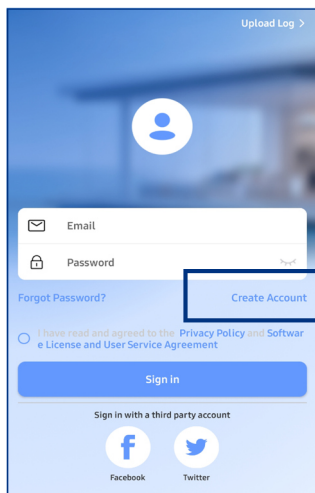 Upload Log >
Email
Password
Forgot Password?
Create Account
I have read and agreed to the Privacy Policy and Softwar
e License and User Service Agreement
Sign in
Sign in with a third party account
Facebook
Twitter